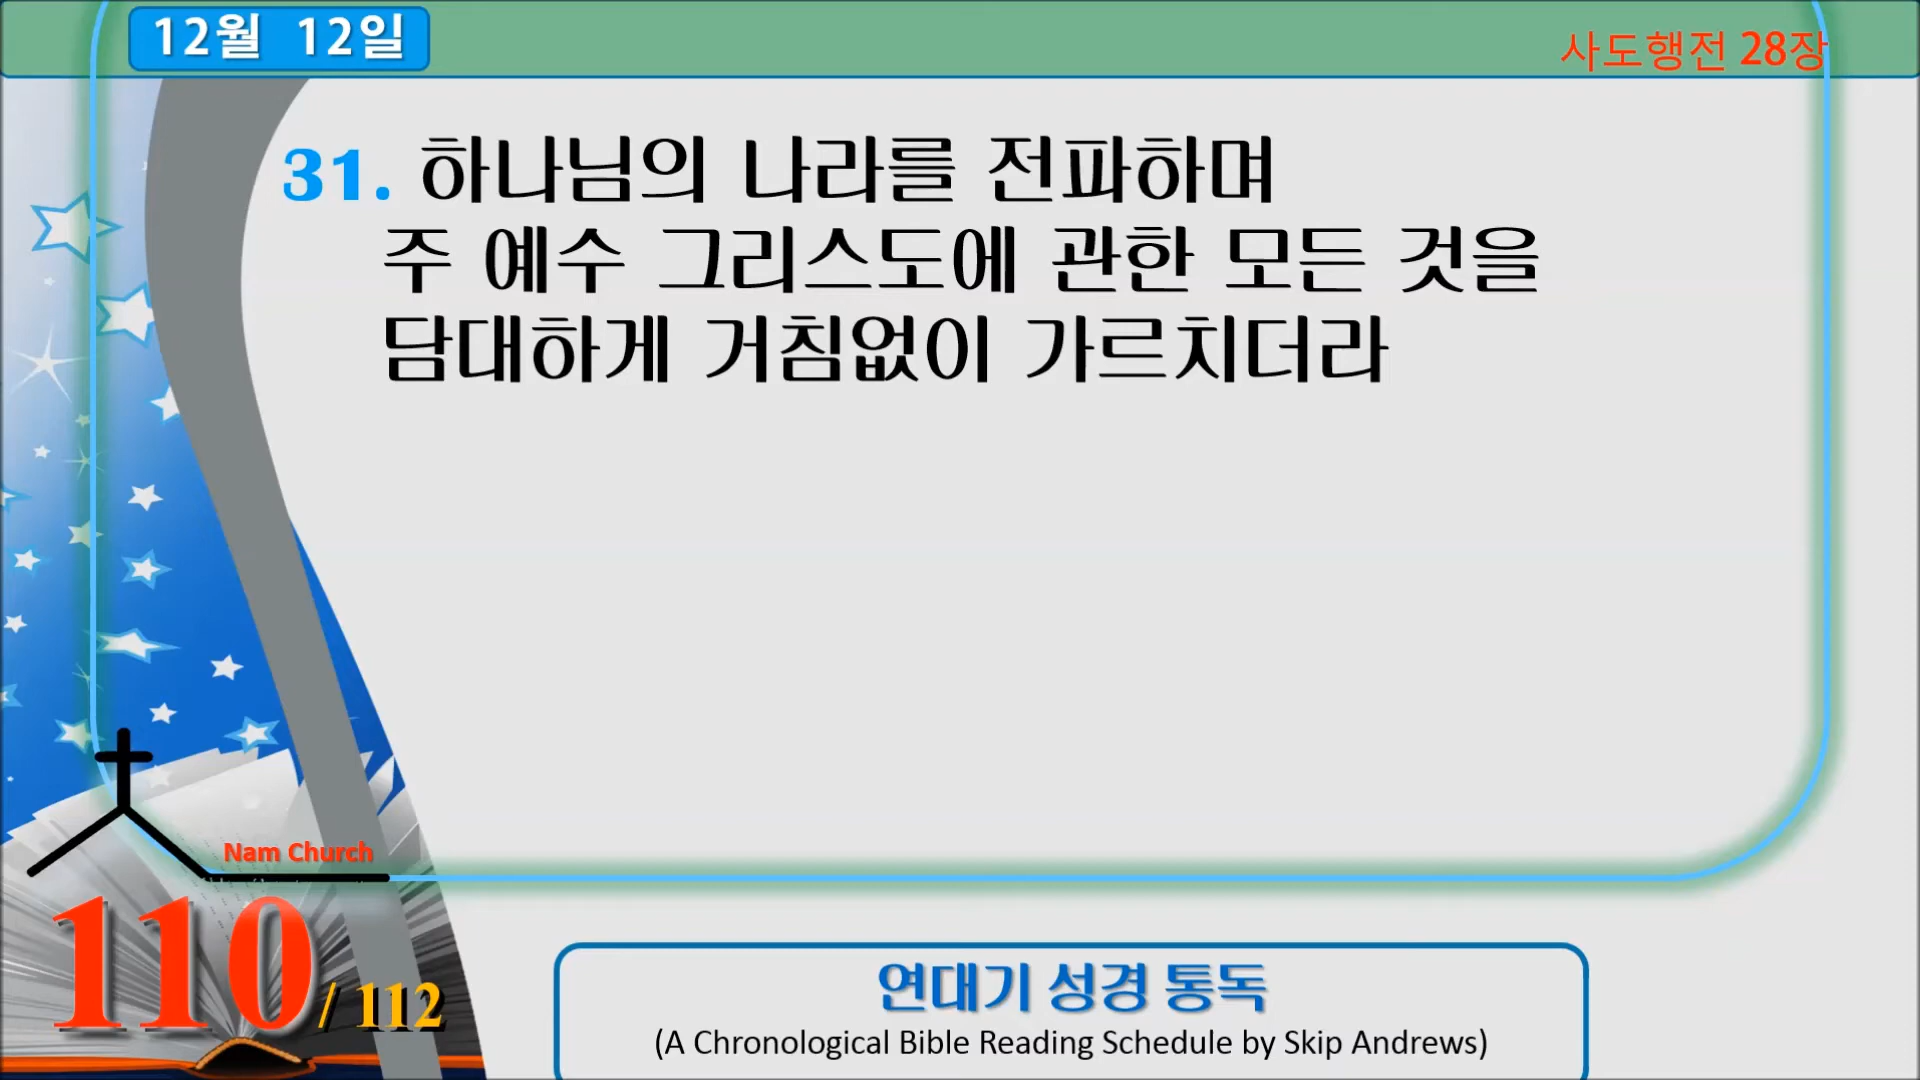 12월 12일
사도행전 28장
31. 하나님의 나라를 전파하며
주 예수 그리스도에 관한 모든 것을
담대하게 거침없이 가르치더라
Nam Church
110 / 112
연대기 성경 통독
(A Chronological Bible Reading Schedule by Skip Andrews)